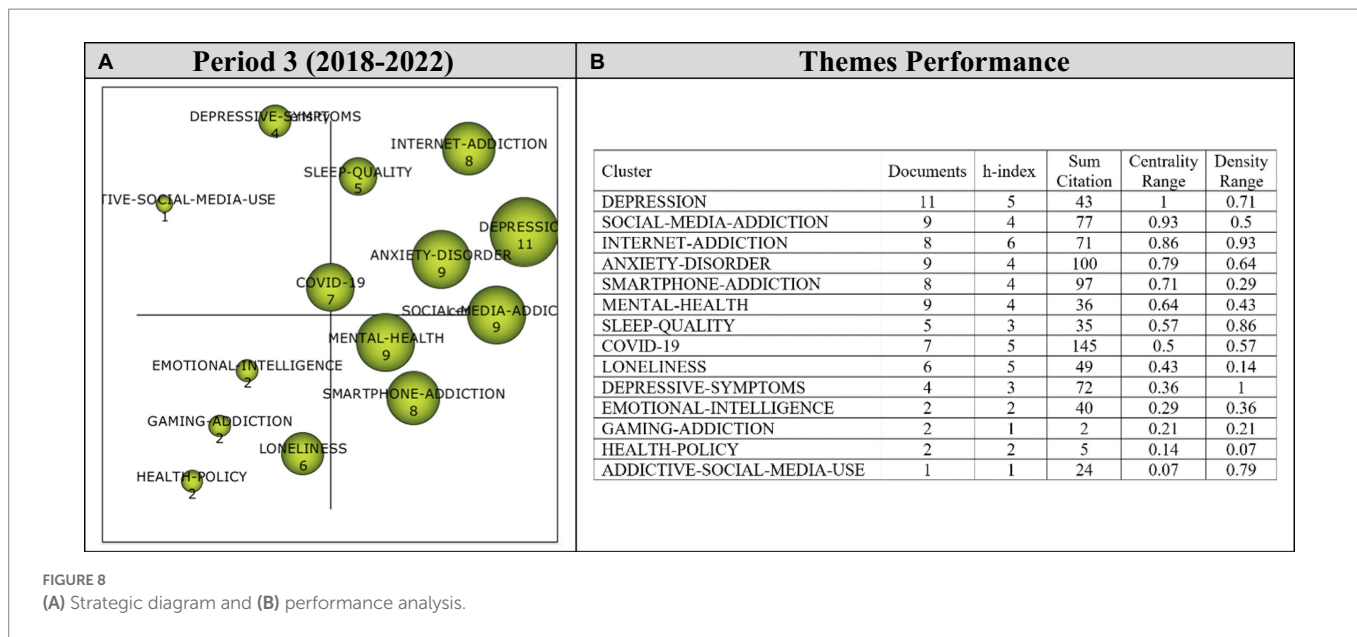 A Period 3 (2018-2022)
B Themes Performance
DEPRESSIVE-SYMPTOMS
4
INTERNET-ADDICTION
8
SLEEP-QUALITY
5
TIVE-SOCIAL-MEDIA-USE
1
DEPRESSIC
11
ANXIETY-DISORDER
9
COVID-19
7
SOCIAL-MEDIA-ADDIC
9
MENTAL-HEALTH
9
EMOTIONAL-INTELLIGENCE
2
SMARTPHONE-ADDICTION
8
GAMING-ADDICTION
2
LONELINESS
6
HEALTH-POLICY
2
Cluster Documents h-index Sum Citation Centrality Range Density Range
DEPRESSION 11 5 43 1 0.71
SOCIAL-MEDIA-ADDICTION 9 4 77 0.93 0.5
INTERNET-ADDICTION 8 6 71 0.86 0.93
ANXIETY-DISORDER 9 4 100 0.79 0.64
SMARTPHONE-ADDICTION 8 4 97 0.71 0.29
MENTAL-HEALTH 9 4 36 0.64 0.43
SLEEP-QUALITY 5 3 35 0.57 0.86
COVID-19 7 5 145 0.5 0.57
LONELINESS 6 5 49 0.43 0.14
DEPRESSIVE-SYMPTOMS 4 3 72 0.36 1
EMOTIONAL-INTELLIGENCE 2 2 40 0.29 0.36
GAMING-ADDICTION 2 1 2 0.21 0.21
HEALTH-POLICY 2 2 5 0.14 0.07
ADDICTIVE-SOCIAL-MEDIA-USE 1 1 24 0.07 0.79
FIGURE 8
(A) Strategic diagram and (B) performance analysis.